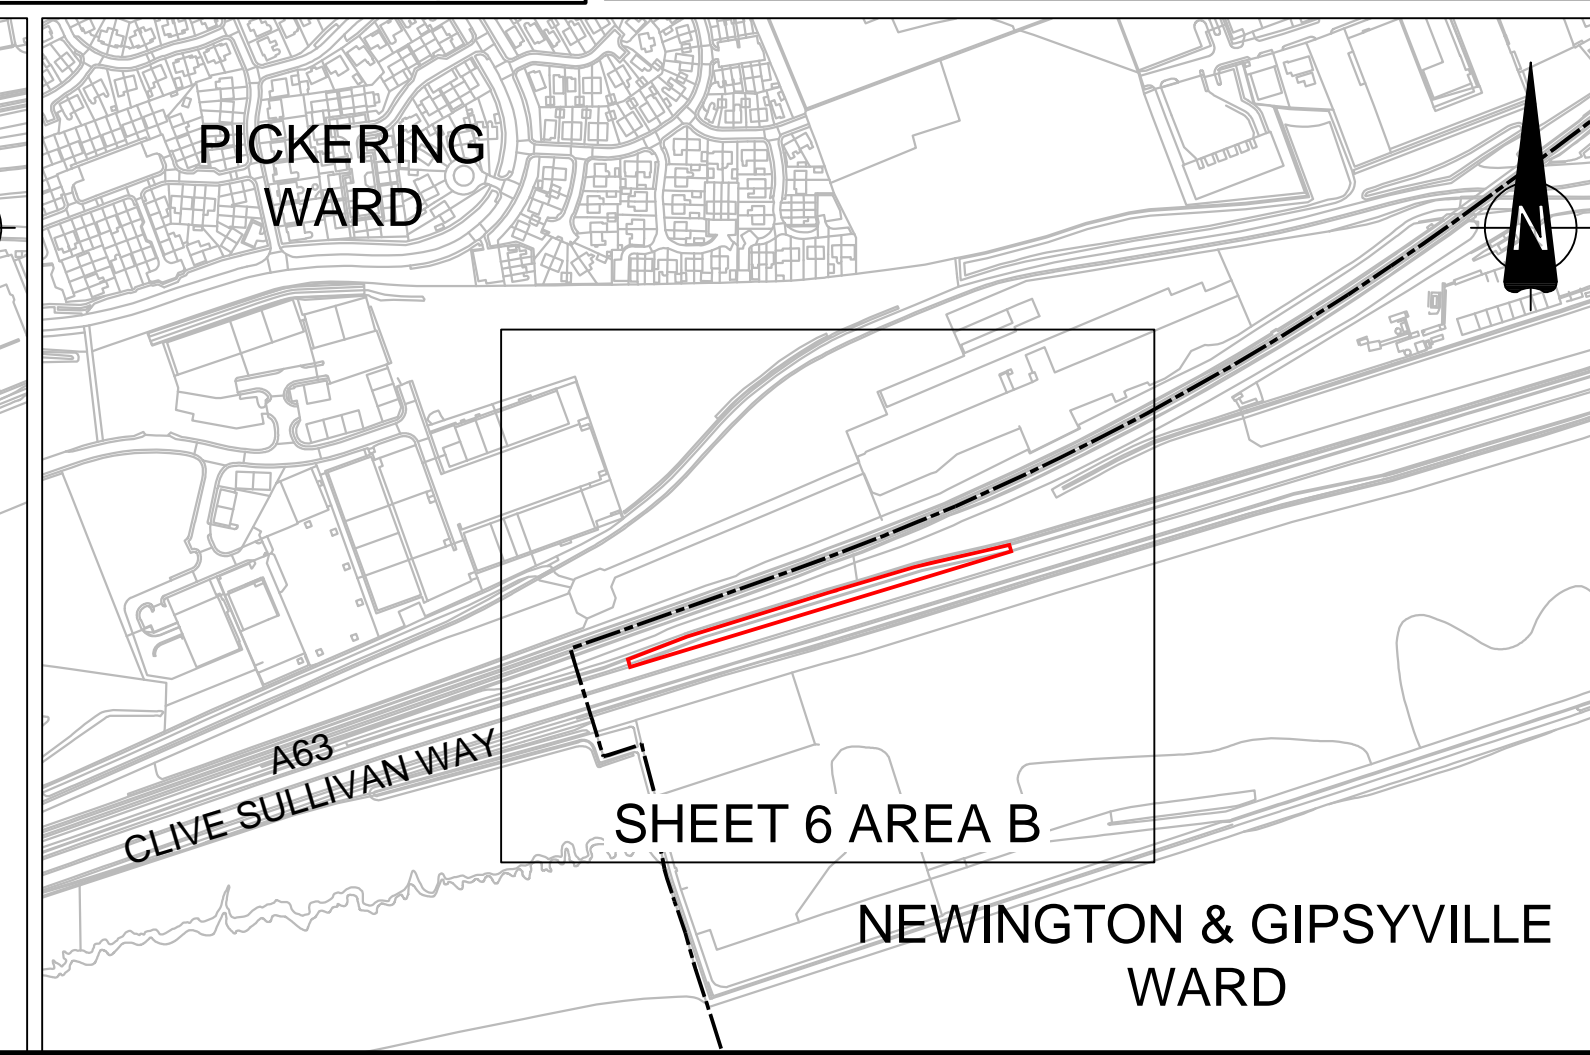 PICKERING
WARD
N
A63
CLIVE SULLIVAN WAY
SHEET 6 AREA B
NEWINGTON & GIPSYVILLE
WARD